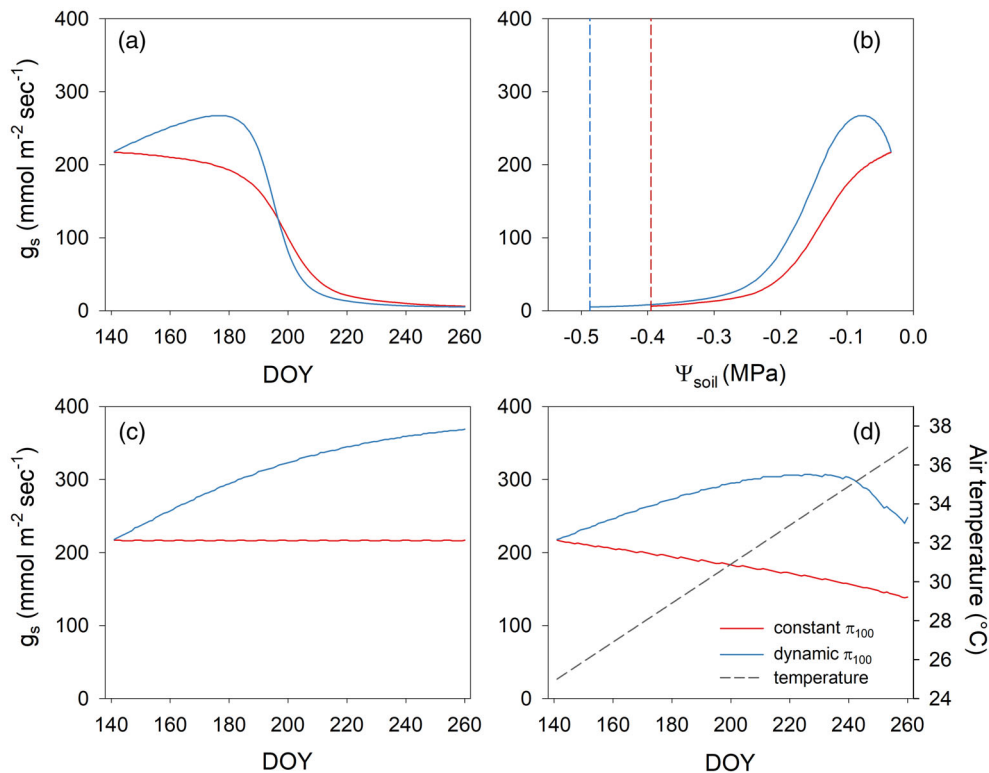 (a)
(b)
400
300
200
100
0
g_s (mmol m⁻² sec⁻¹)
140 160 180 200 220 240 260
DOY
400
300
200
100
0
-0.5 -0.4 -0.3 -0.2 -0.1 0.0
Ψ_soil (MPa)
(c)
(d)
400
300
200
100
0
g_s (mmol m⁻² sec⁻¹)
140 160 180 200 220 240 260
DOY
400
300
200
100
0
constant π₁₀₀
dynamic π₁₀₀
temperature
140 160 180 200 220 240 260
DOY
38
36
34
32
30
28
26
24
Air temperature (°C)